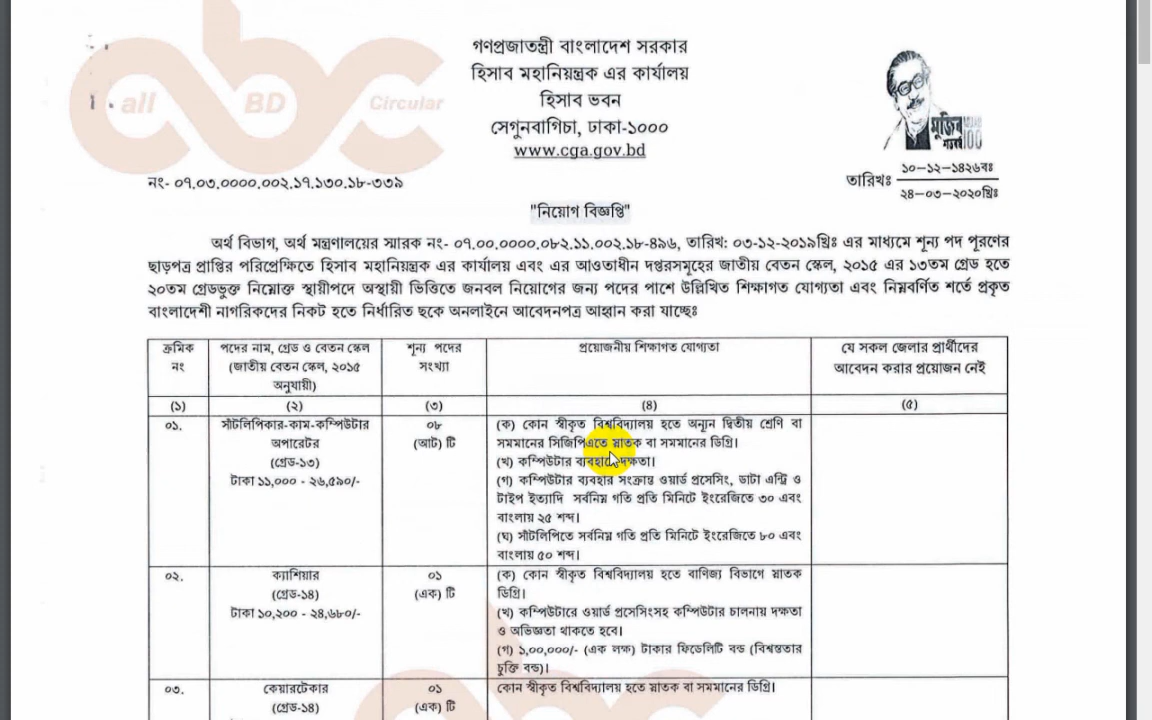 all BD Circular
গণপ্রজাতন্ত্রী বাংলাদেশ সরকার
হিসাব মহানিয়ন্ত্রক এর কার্যালয়
হিসাব ভবন
সেগুনবাগিচা, ঢাকা-১০০০
www.cga.gov.bd
মুজিব
শতবর্ষ 100
নং- ০৭.০৩.০০০০.০০২.১৭.১৩০.১৮-৩৩৯
তারিখঃ ১০-১২-১৪২৬বঃ
২৪-০৩-২০২০খ্রিঃ
"নিয়োগ বিজ্ঞপ্তি"
অর্থ বিভাগ, অর্থ মন্ত্রণালয়ের স্মারক নং- ০৭.০০.০০০০.০৮২.১১.০০২.১৮-৪৯৬, তারিখ: ০৩-১২-২০১৯খ্রিঃ এর মাধ্যমে শূন্য পদ পূরণের
ছাড়পত্র প্রাপ্তির পরিপ্রেক্ষিতে হিসাব মহানিয়ন্ত্রক এর কার্যালয় এবং এর আওতাধীন দপ্তরসমূহের জাতীয় বেতন স্কেল, ২০১৫ এর ১৩তম গ্রেড হতে
২০তম গ্রেডভুক্ত নিম্নোক্ত স্থায়ীপদে অস্থায়ী ভিত্তিতে জনবল নিয়োগের জন্য পদের পাশে উল্লিখিত শিক্ষাগত যোগ্যতা এবং নিম্নবর্ণিত শর্তে প্রকৃত
বাংলাদেশী নাগরিকদের নিকট হতে নির্ধারিত ছকে অনলাইনে আবেদনপত্র আহ্বান করা যাচ্ছেঃ
ক্রমিক
নং
পদের নাম, গ্রেড ও বেতন স্কেল
(জাতীয় বেতন স্কেল, ২০১৫
অনুযায়ী)
শূন্য পদের
সংখ্যা
প্রয়োজনীয় শিক্ষাগত যোগ্যতা
যে সকল জেলার প্রার্থীদের
আবেদন করার প্রয়োজন নেই
(১) (২) (৩) (৪) (৫)
০১.
সাঁটলিপিকার-কাম-কম্পিউটার
অপারেটর
(গ্রেড-১৩)
টাকা ১১,০০০ - ২৬,৫৯০/-
০৮
(আট) টি
(ক) কোন স্বীকৃত বিশ্ববিদ্যালয় হতে অন্যূন দ্বিতীয় শ্রেণি বা
সমমানের সিজিপিএতে স্নাতক বা সমমানের ডিগ্রি।
(খ) কম্পিউটার ব্যবহারে দক্ষতা।
(গ) কম্পিউটার ব্যবহার সংক্রান্ত ওয়ার্ড প্রসেসিং, ডাটা এন্ট্রি ও
টাইপ ইত্যাদি সর্বনিম্ন গতি প্রতি মিনিটে ইংরেজিতে ৩০ এবং
বাংলায় ২৫ শব্দ।
(ঘ) সাঁটলিপিতে সর্বনিম্ন গতি প্রতি মিনিটে ইংরেজিতে ৮০ এবং
বাংলায় ৫০ শব্দ।
০২.
ক্যাশিয়ার
(গ্রেড-১৪)
টাকা ১০,২০০ - ২৪,৬৮০/-
০১
(এক) টি
(ক) কোন স্বীকৃত বিশ্ববিদ্যালয় হতে বাণিজ্য বিভাগে স্নাতক
ডিগ্রি।
(খ) কম্পিউটারে ওয়ার্ড প্রসেসিংসহ কম্পিউটার চালনায় দক্ষতা
ও অভিজ্ঞতা থাকতে হবে।
(গ) ১,০০,০০০/- (এক লক্ষ) টাকার ফিডেলিটি বন্ড (বিশ্বস্ততার
চুক্তি বন্ড)।
০৩.
কেয়ারটেকার
(গ্রেড-১৪)
০১
(এক) টি
কোন স্বীকৃত বিশ্ববিদ্যালয় হতে স্নাতক বা সমমানের ডিগ্রি।